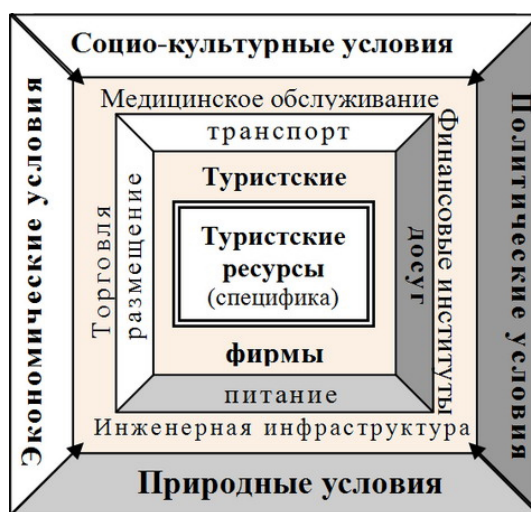 Социо-культурные условия
Медицинское обслуживание
транспорт
Экономические условия
Торговля
размещение
Туристские
Туристские
ресурсы
(специфика)
фирмы
досуг
Финансовые институты
Политические условия
питание
Инженерная инфраструктура
Природные условия